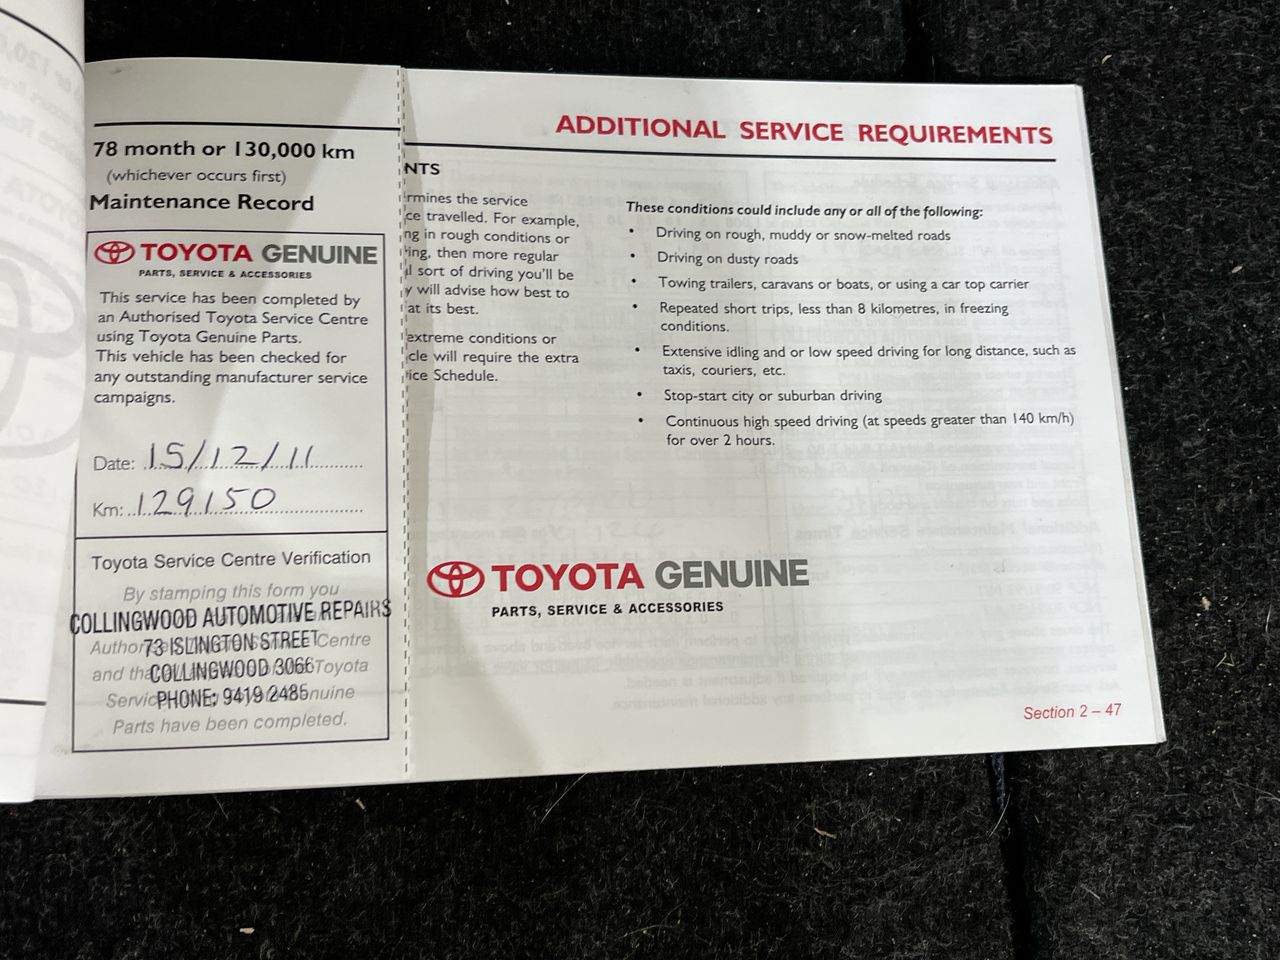 78 month or 130,000 km
(whichever occurs first)
Maintenance Record
TOYOTA GENUINE
PARTS, SERVICE & ACCESSORIES
This service has been completed by
an Authorised Toyota Service Centre
using Toyota Genuine Parts.
This vehicle has been checked for
any outstanding manufacturer service
campaigns.
Date: 15/12/11
Km: 129150
Toyota Service Centre Verification
By stamping this form you
COLLINGWOOD AUTOMOTIVE REPAIRS
73 ISLINGTON STREET
Centre
COLLINGWOOD 3066
and Toyota
PHONE: 9419 2485
Parts have been completed.
ADDITIONAL SERVICE REQUIREMENTS
NTS
rmines the service
ce travelled. For example,
ng in rough conditions or
ing, then more regular
l sort of driving you'll be
y will advise how best to
at its best.
extreme conditions or
cle will require the extra
ice Schedule.
These conditions could include any or all of the following:
• Driving on rough, muddy or snow-melted roads
• Driving on dusty roads
• Towing trailers, caravans or boats, or using a car top carrier
• Repeated short trips, less than 8 kilometres, in freezing
conditions.
• Extensive idling and or low speed driving for long distance, such as
taxis, couriers, etc.
• Stop-start city or suburban driving
• Continuous high speed driving (at speeds greater than 140 km/h)
for over 2 hours.
TOYOTA GENUINE
PARTS, SERVICE & ACCESSORIES
Section 2 – 47